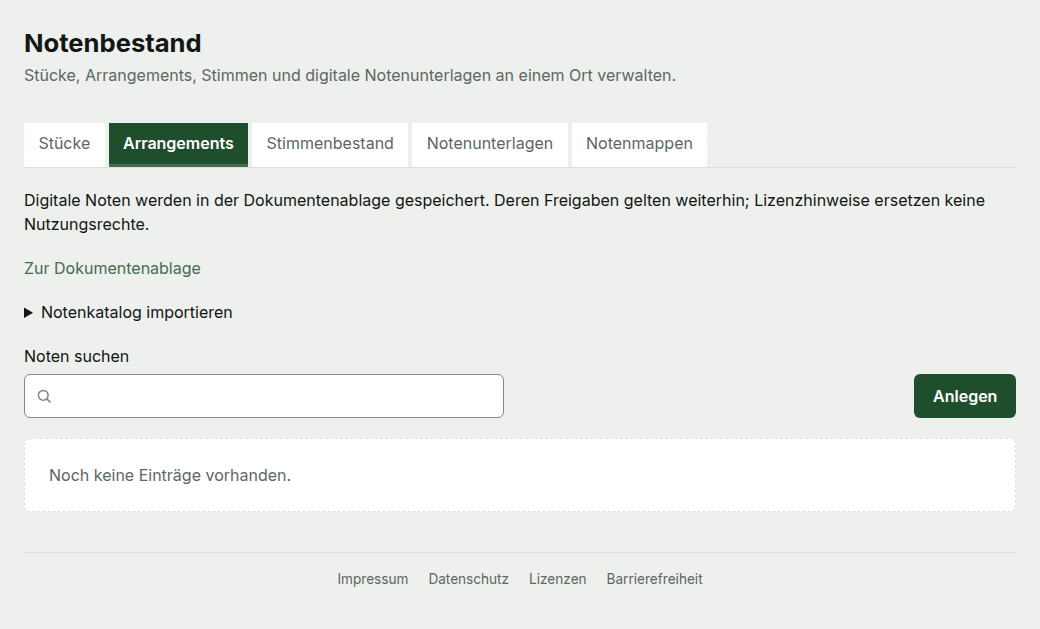 Notenbestand
Stücke, Arrangements, Stimmen und digitale Notenunterlagen an einem Ort verwalten.
Stücke Arrangements Stimmenbestand Notenunterlagen Notenmappen
Digitale Noten werden in der Dokumentenablage gespeichert. Deren Freigaben gelten weiterhin; Lizenzhinweise ersetzen keine
Nutzungsrechte.
Zur Dokumentenablage
Notenkatalog importieren
Noten suchen
Anlegen
Noch keine Einträge vorhanden.
Impressum Datenschutz Lizenzen Barrierefreiheit